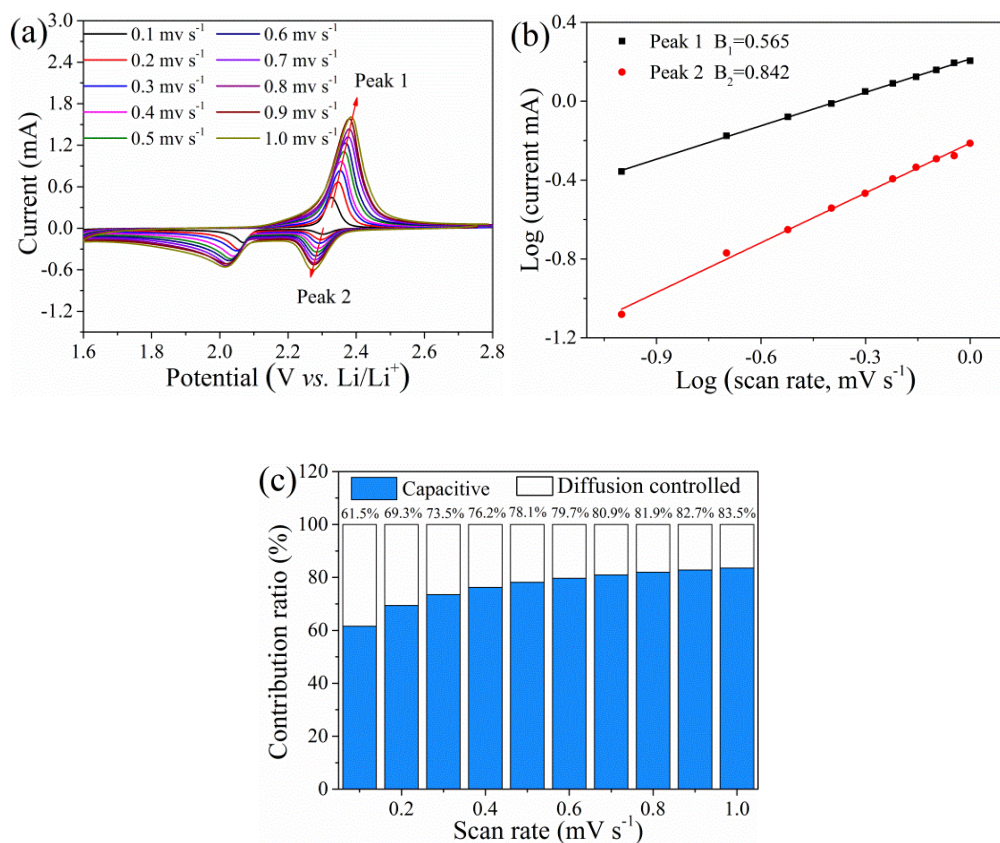 (a)
3.0
2.4
1.8
1.2
0.6
0.0
-0.6
-1.2
Current (mA)
0.1 mv s⁻¹
0.2 mv s⁻¹
0.3 mv s⁻¹
0.4 mv s⁻¹
0.5 mv s⁻¹
0.6 mv s⁻¹
0.7 mv s⁻¹
0.8 mv s⁻¹
0.9 mv s⁻¹
1.0 mv s⁻¹
Peak 1
Peak 2
1.6 2.0 2.4 2.8
1.6 1.8 2.0 2.2 2.4 2.6 2.8
Potential (V vs. Li/Li⁺)
(b)
0.4
0.0
-0.4
-0.8
-1.2
Log (current mA)
Peak 1 B₁=0.565
Peak 2 B₂=0.842
-0.9 -0.6 -0.3 0.0
Log (scan rate, mV s⁻¹)
(c)
120
100
80
60
40
20
0
Contribution ratio (%)
Capacitive
Diffusion controlled
61.5% 69.3% 73.5% 76.2% 78.1% 79.7% 80.9% 81.9% 82.7% 83.5%
0.2 0.4 0.6 0.8 1.0
Scan rate (mV s⁻¹)